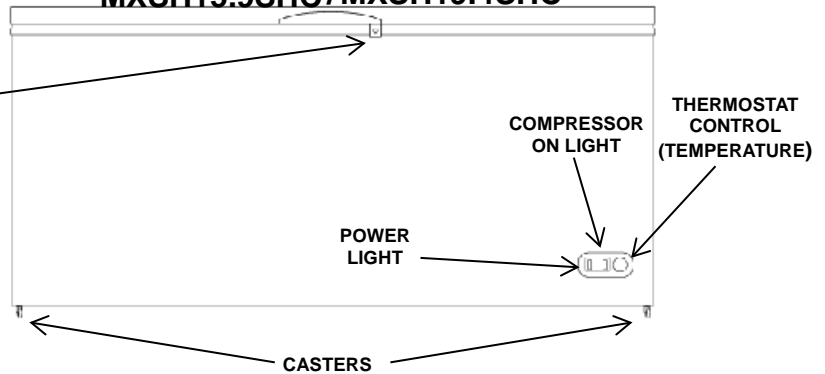 THERMOSTAT
CONTROL
(TEMPERATURE)
COMPRESSOR
ON LIGHT
POWER
LIGHT
CASTERS